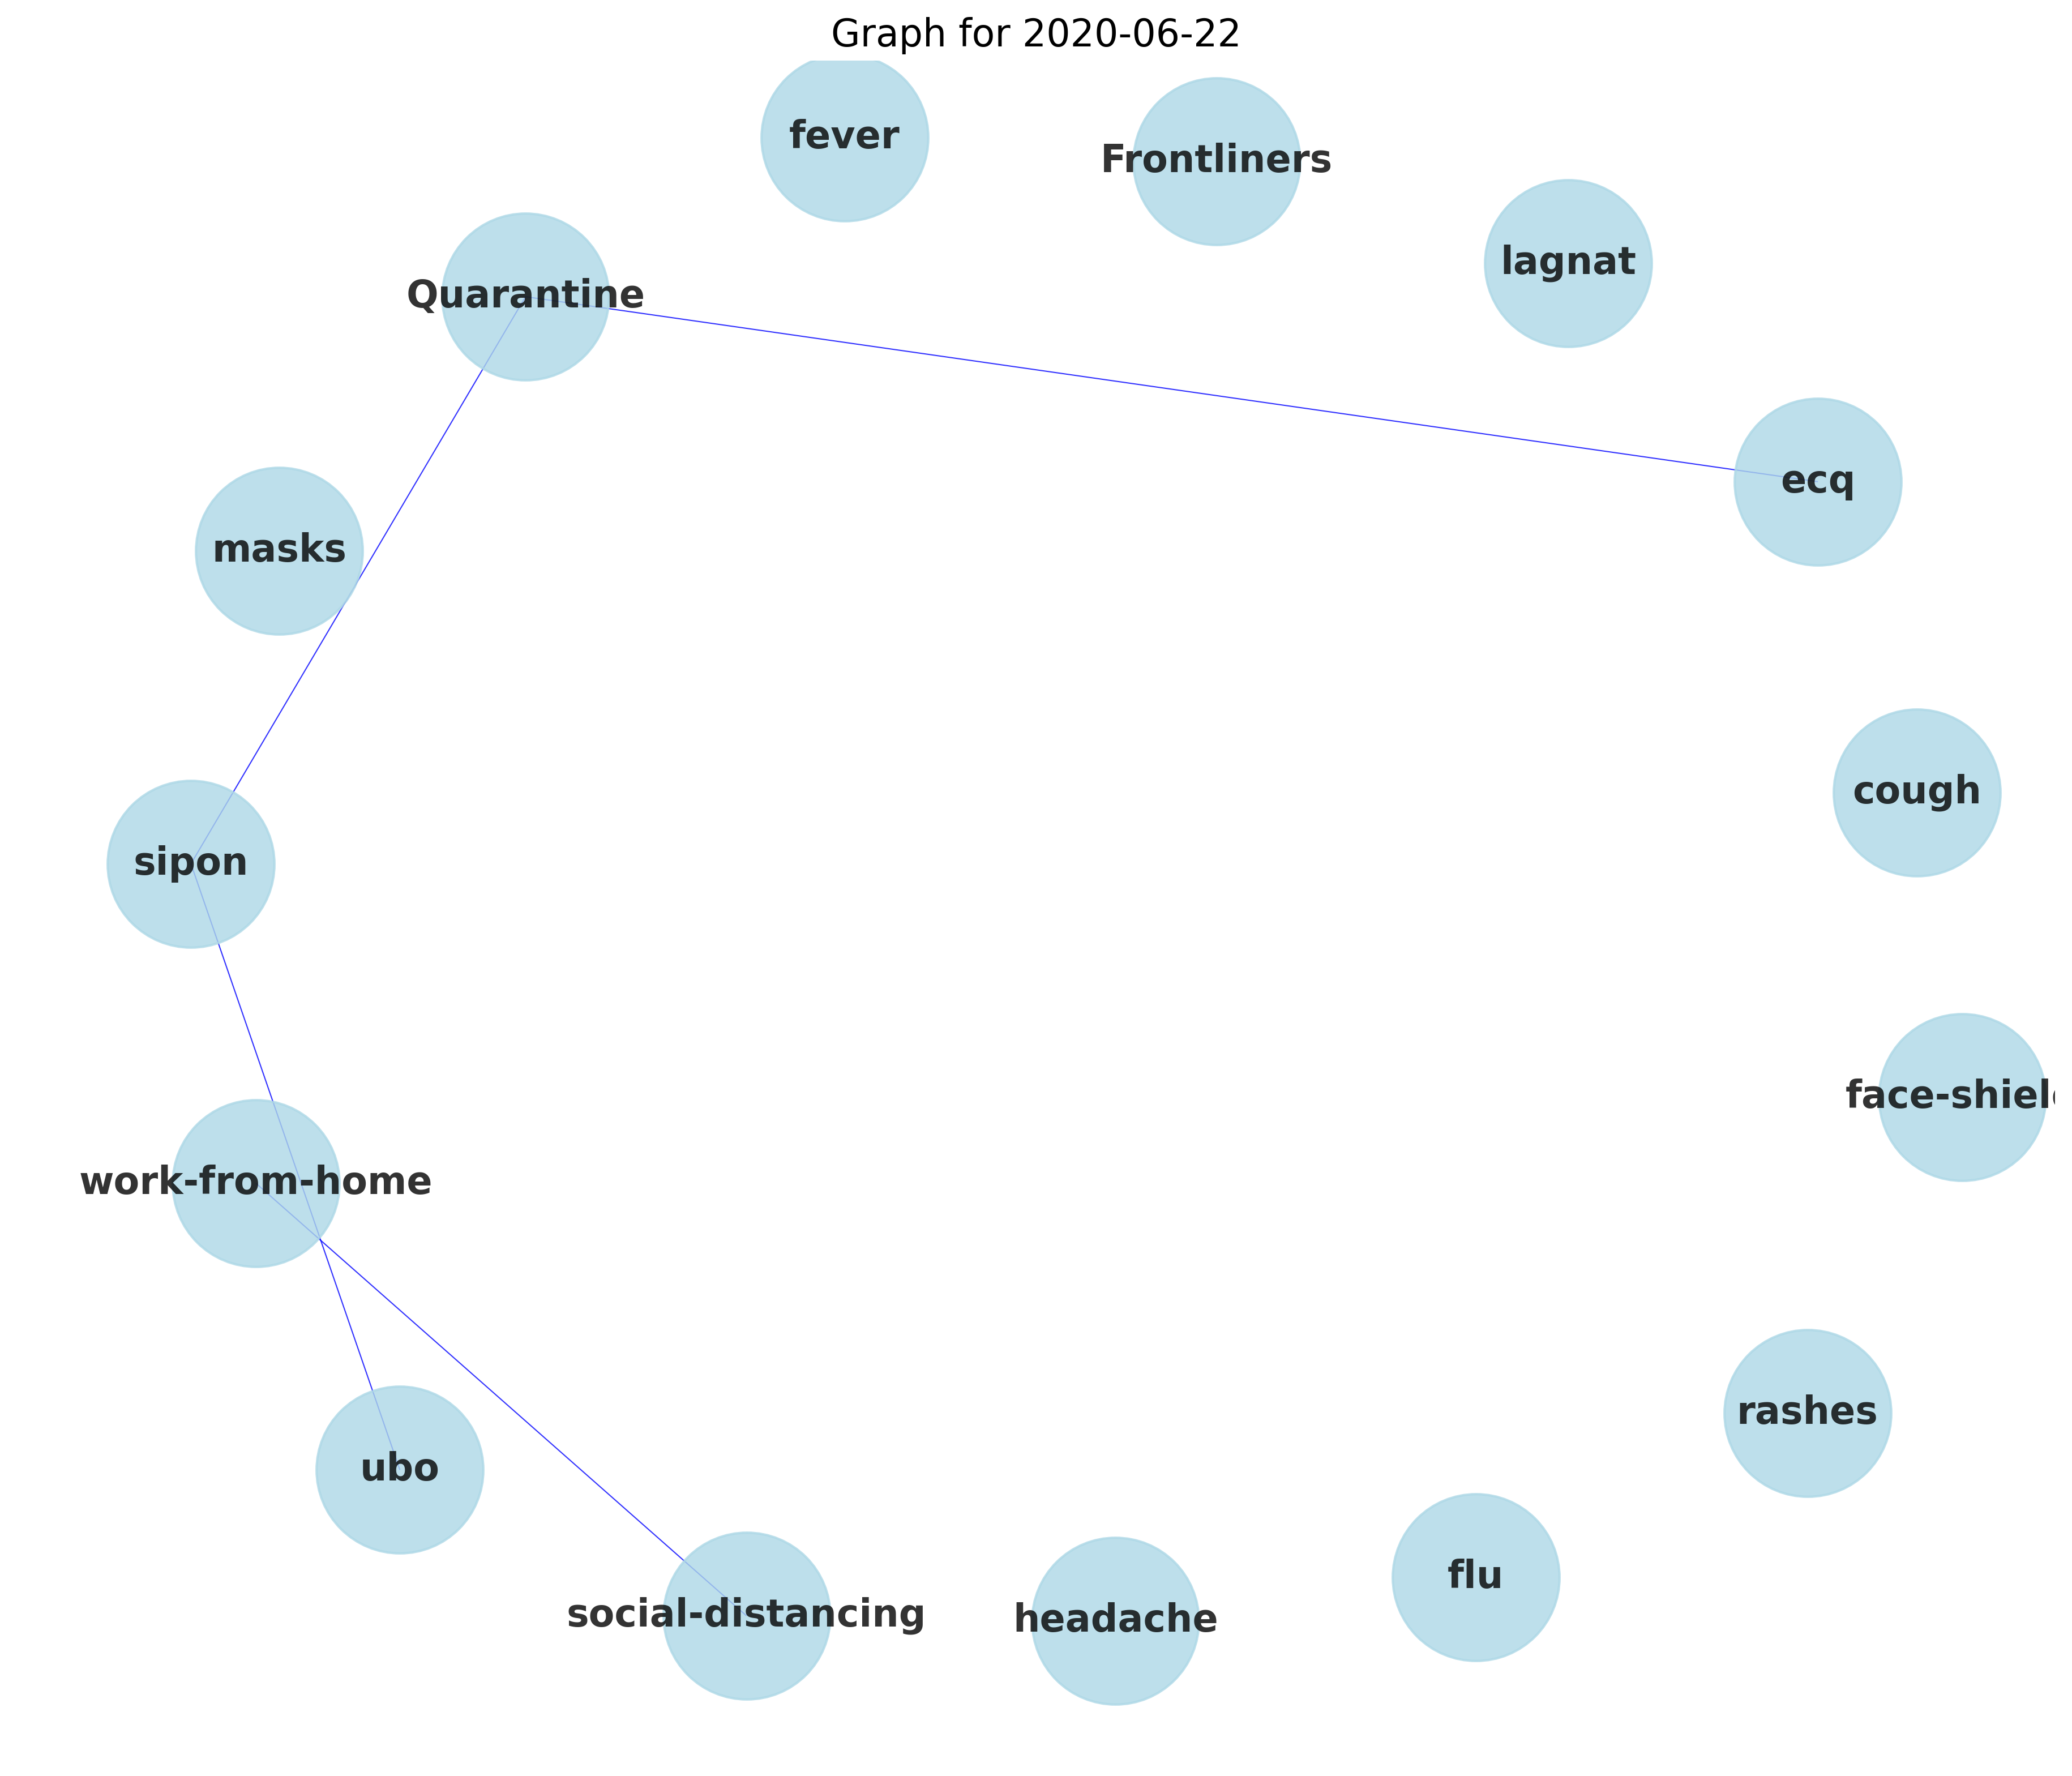 Graph for 2020-06-22
fever
Frontliners
lagnat
Quarantine
ecq
masks
cough
sipon
face-shiel
work-from-home
rashes
ubo
flu
social-distancing
headache